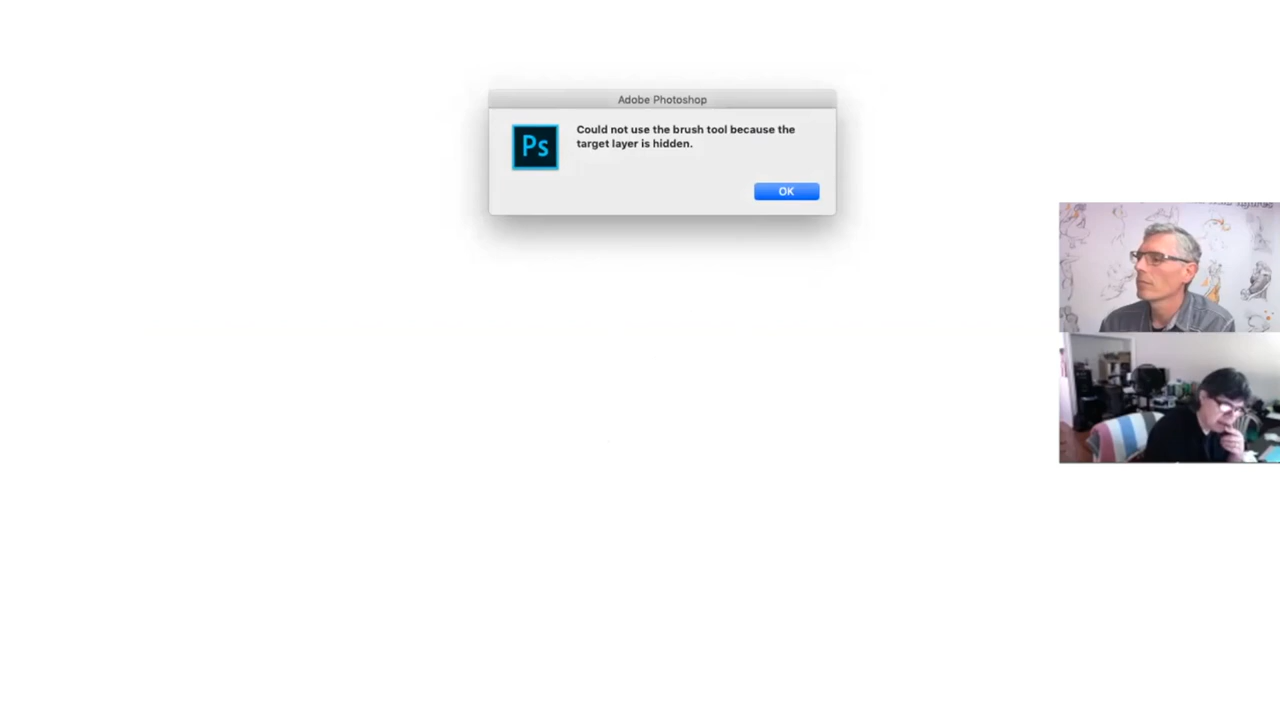 Adobe Photoshop
Ps
Could not use the brush tool because the
target layer is hidden.
OK